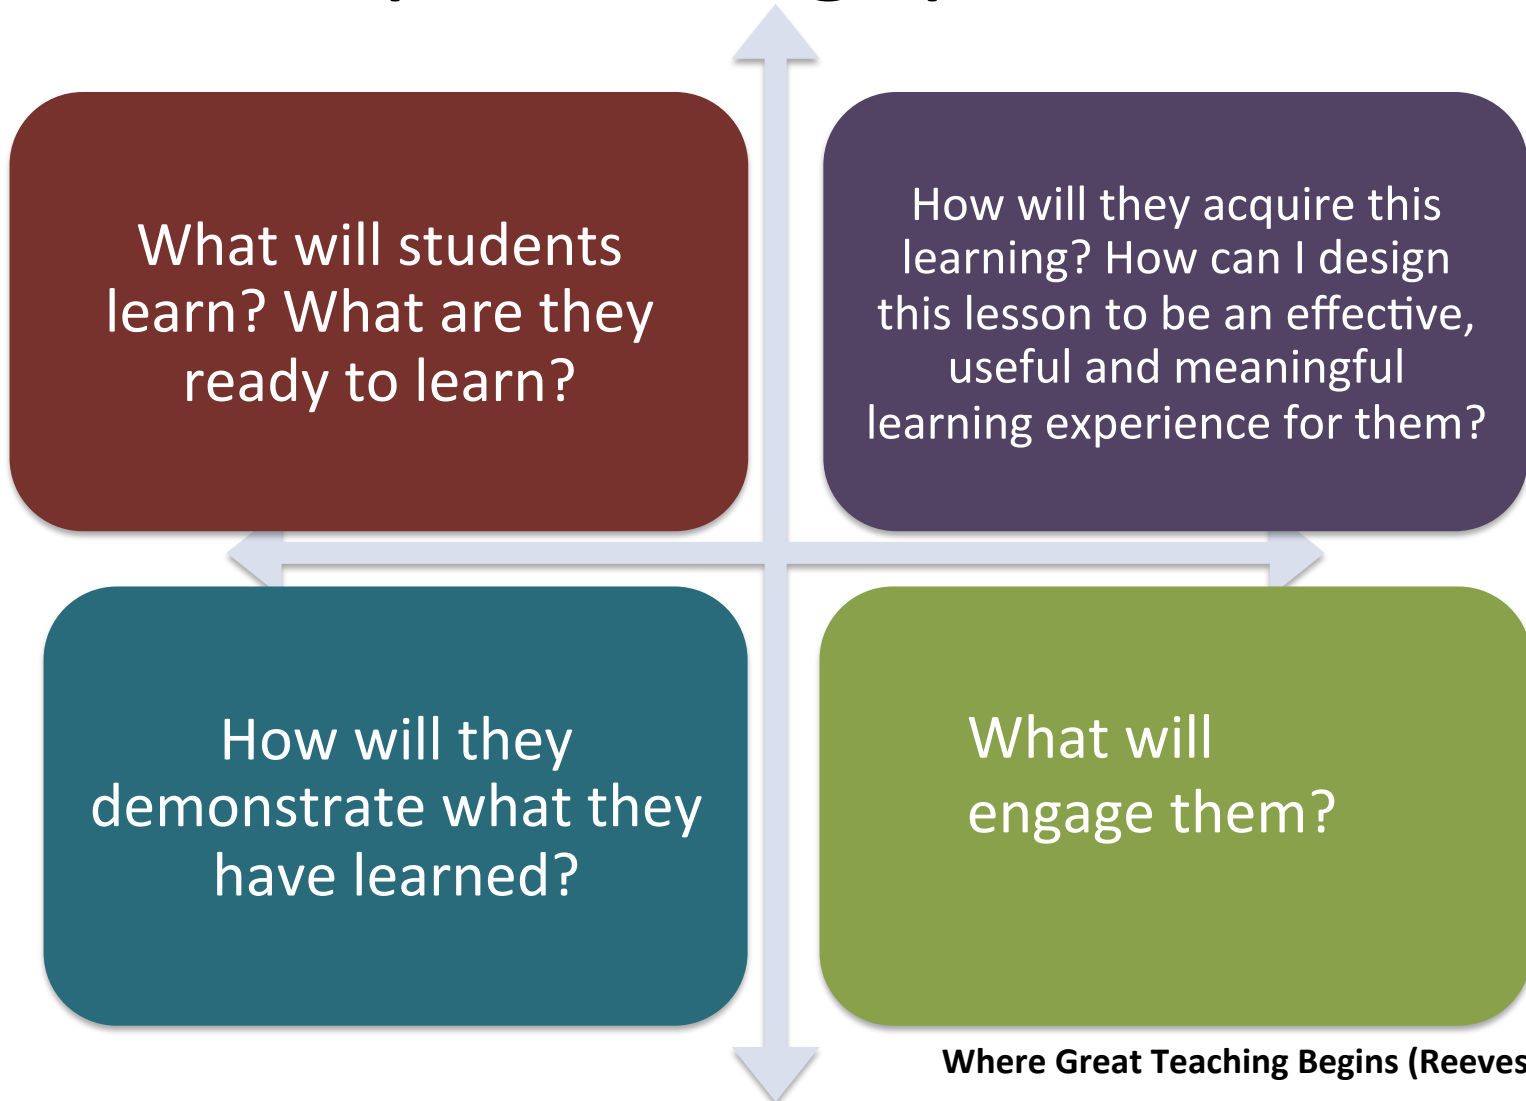 What will students
learn? What are they
ready to learn?
How will they acquire this
learning? How can I design
this lesson to be an effective,
useful and meaningful
learning experience for them?
How will they
demonstrate what they
have learned?
What will
engage them?
Where Great Teaching Begins (Reeves